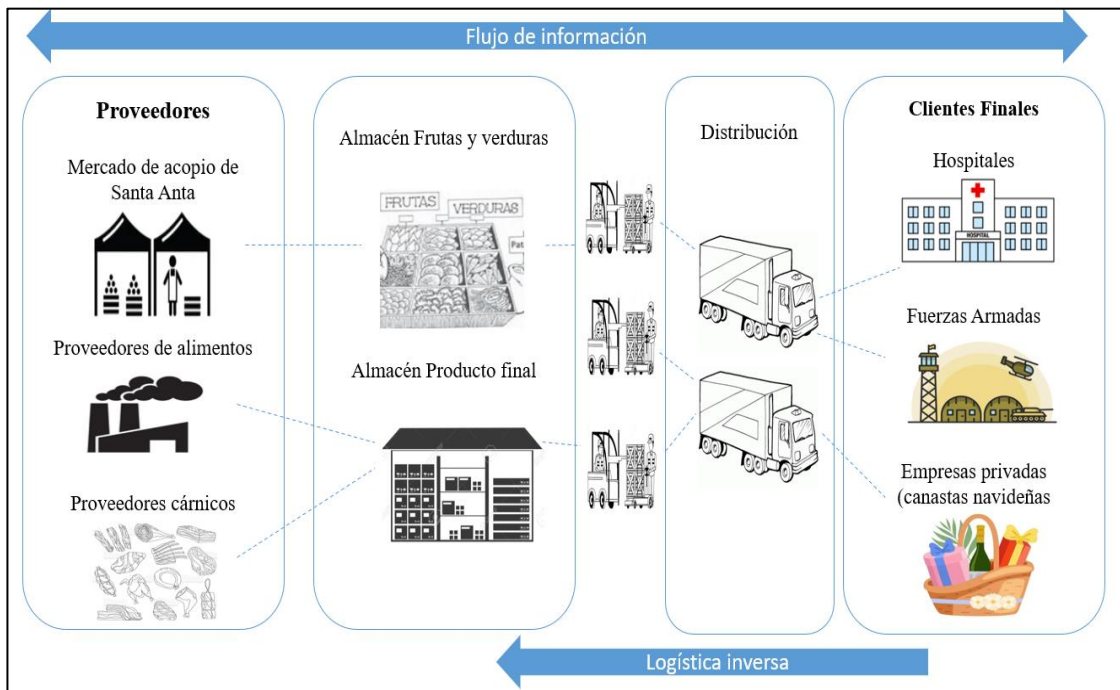 Flujo de información
Proveedores
Mercado de acopio de
Santa Anta
Proveedores de alimentos
Proveedores cárnicos
Almacén Frutas y verduras
FRUTAS
VERDURAS
Almacén Producto final
Distribución
Clientes Finales
Hospitales
HOSPITAL
Fuerzas Armadas
Empresas privadas
(canastas navideñas
Logística inversa